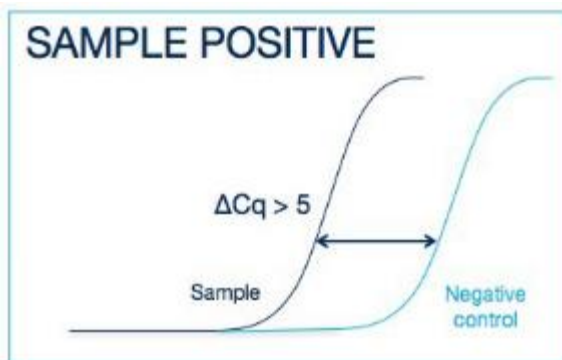 SAMPLE POSITIVE
ΔCq > 5
Sample
Negative
control